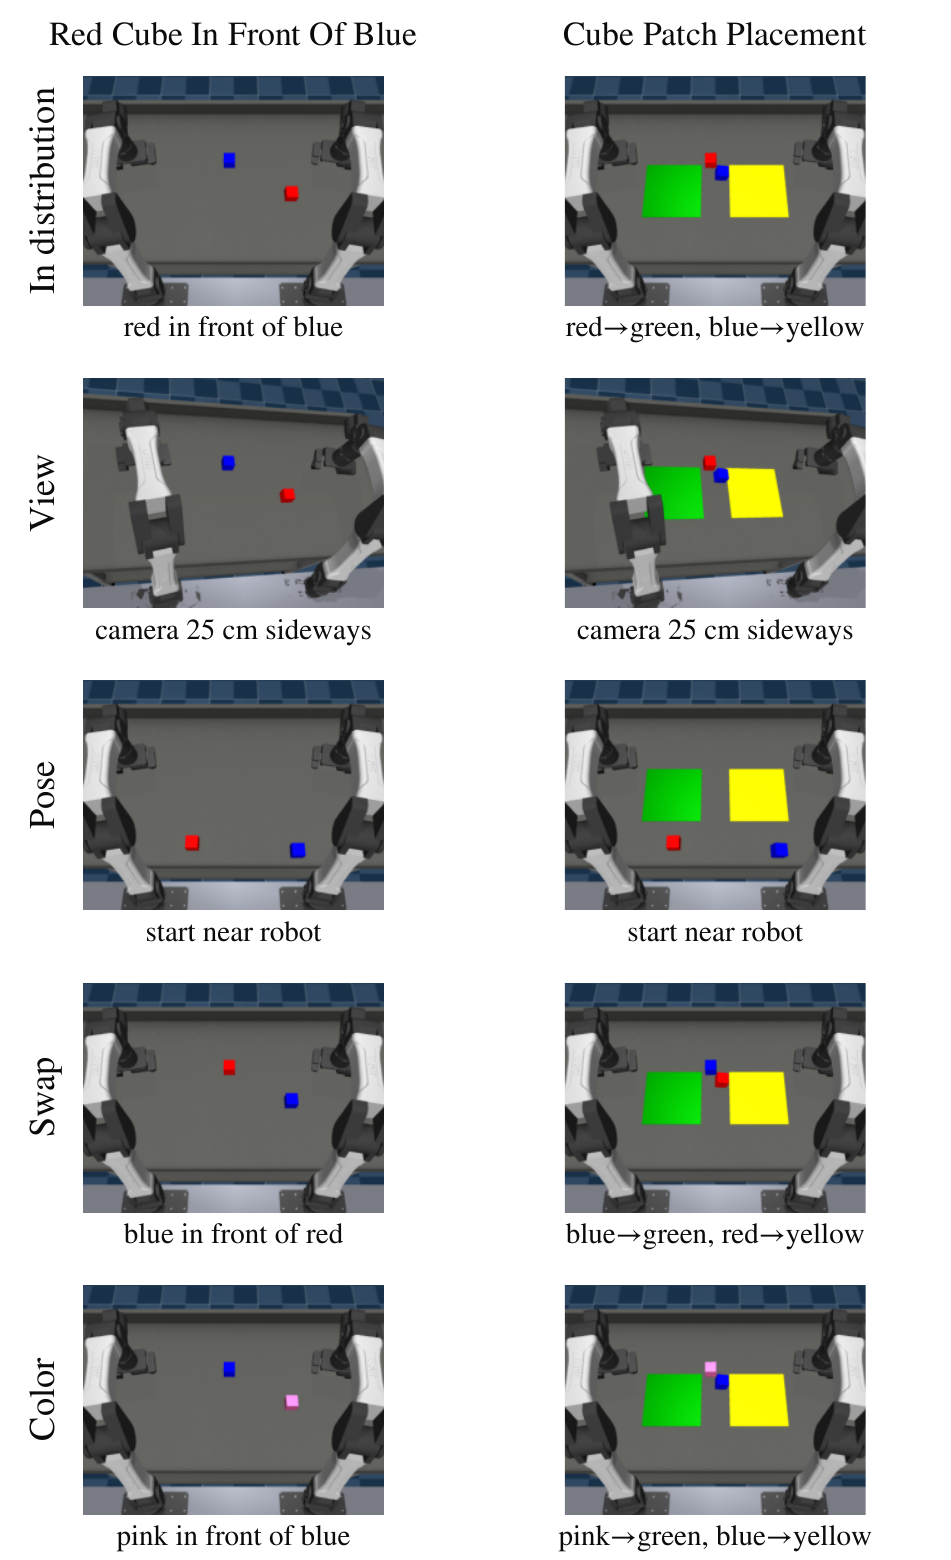 Red Cube In Front Of Blue
Cube Patch Placement
In distribution
red in front of blue
red→green, blue→yellow
View
camera 25 cm sideways
camera 25 cm sideways
Pose
start near robot
start near robot
Swap
blue in front of red
blue→green, red→yellow
Color
pink in front of blue
pink→green, blue→yellow